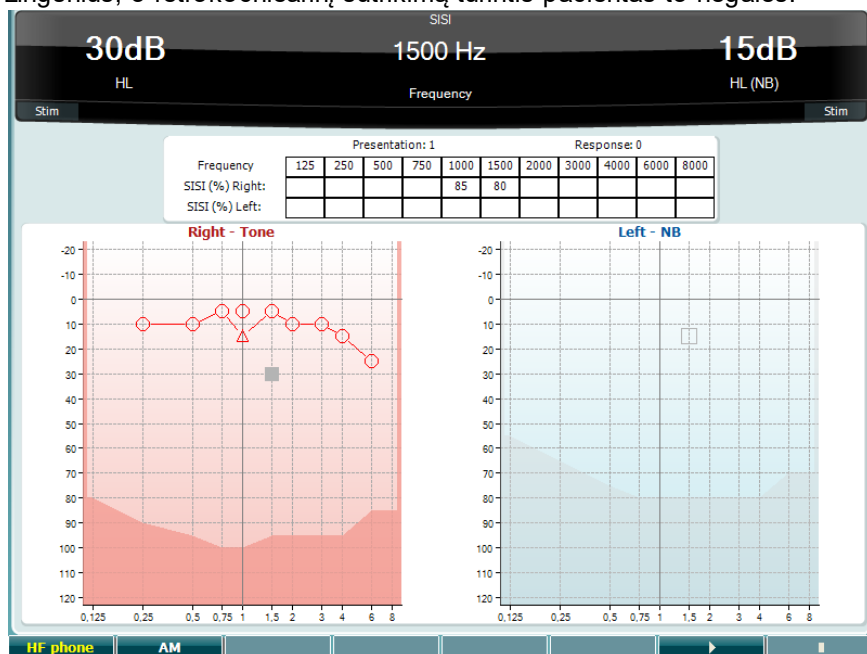 žingsnius, o retrokochlearinį sutrikimą turintis pacientas to negalės.
SISI
30dB 1500 Hz 15dB
HL Frequency HL (NB)
Stim Stim
Presentation: 1 Response: 0
Frequency 125 250 500 750 1000 1500 2000 3000 4000 6000 8000
SISI (%) Right: 85 80
SISI (%) Left:
Right - Tone Left - NB
-20 -20
-10 -10
0 0
10 10
20 20
30 30
40 40
50 50
60 60
70 70
80 80
90 90
100 100
110 110
120 120
0,125 0,25 0,5 0,75 1 1,5 2 3 4 6 8 0,125 0,25 0,5 0,75 1 1,5 2 3 4 6 8
HF phone AM